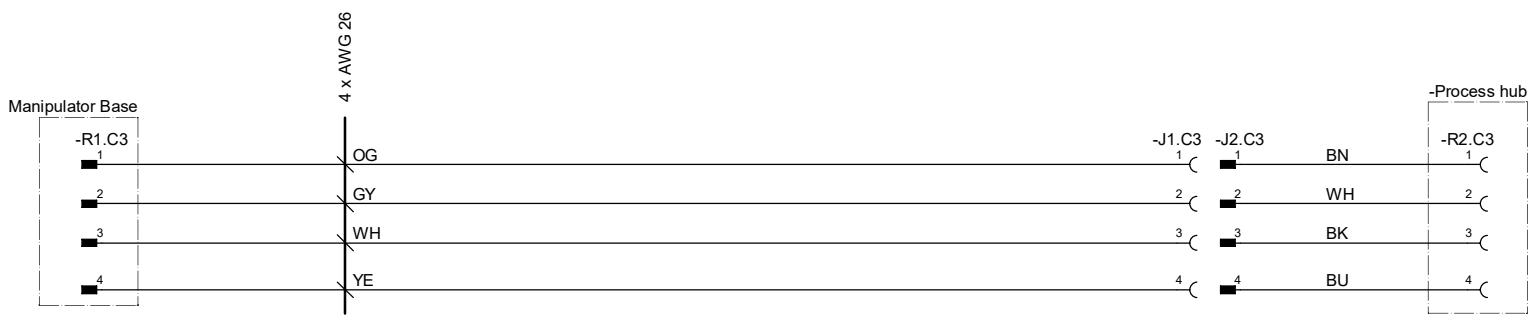 4 x AWG 26
Manipulator Base
-Process hub
-R1.C3
-J1.C3
-J2.C3
-R2.C3
1
OG
1
1
BN
1
2
GY
2
2
WH
2
3
WH
3
3
BK
3
4
YE
4
4
BU
4